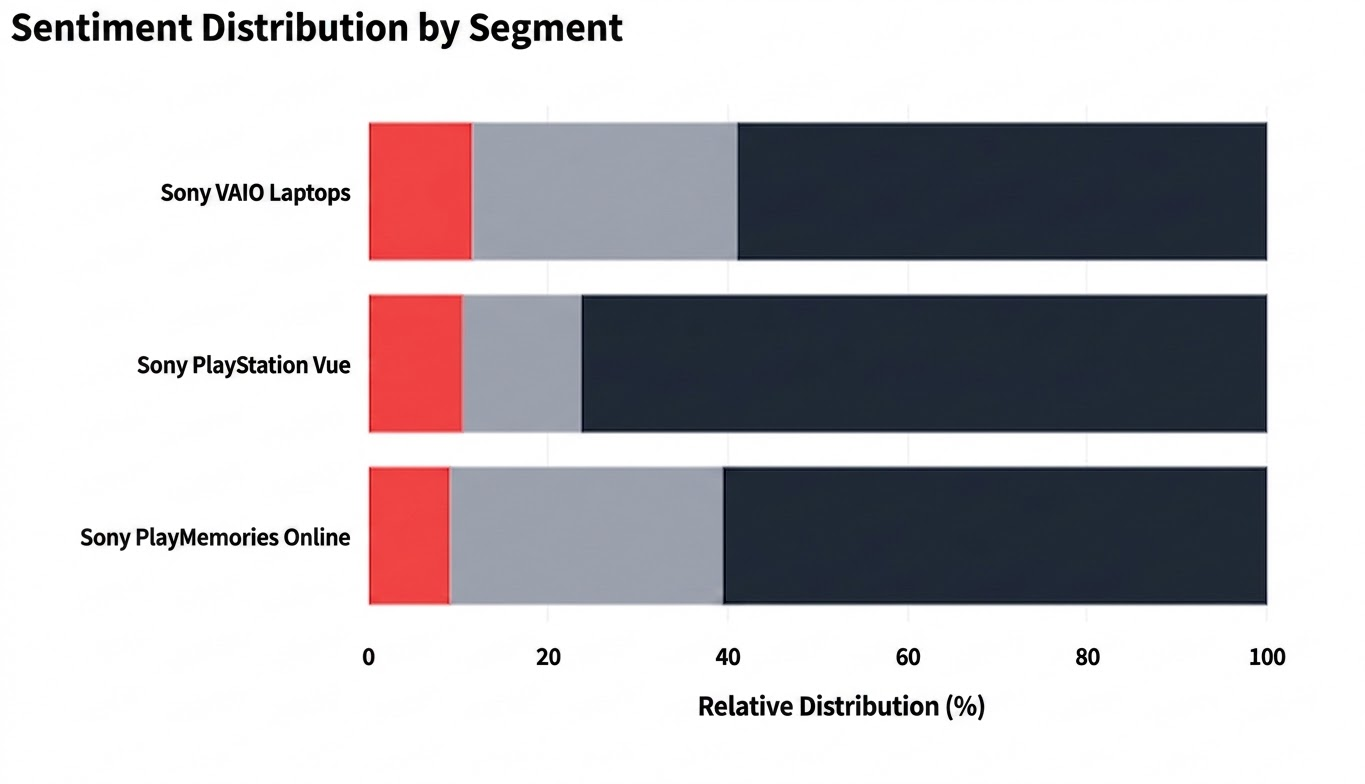 Sentiment Distribution by Segment
Sony VAIO Laptops
Sony PlayStation Vue
Sony PlayMemories Online
0 20 40 60 80 100
Relative Distribution (%)